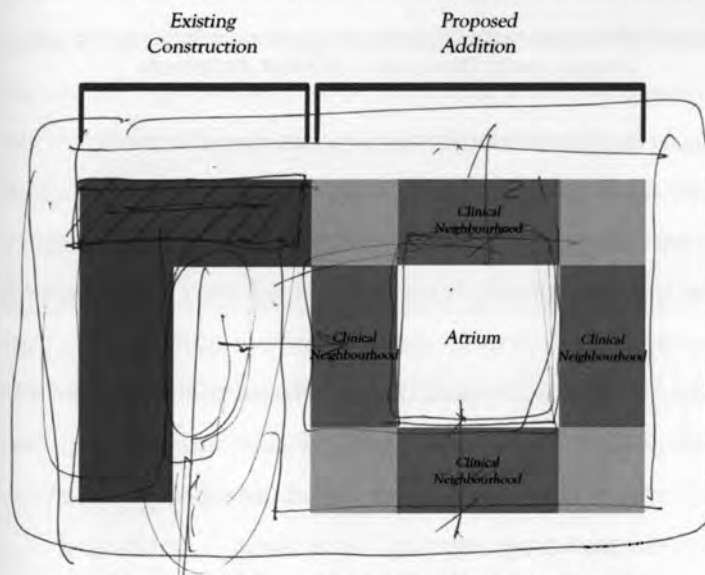 Existing
Construction
Proposed
Addition
Clinical
Neighbourhood
Clinical
Neighbourhood
Atrium
Clinical
Neighbourhood
Clinical
Neighbourhood